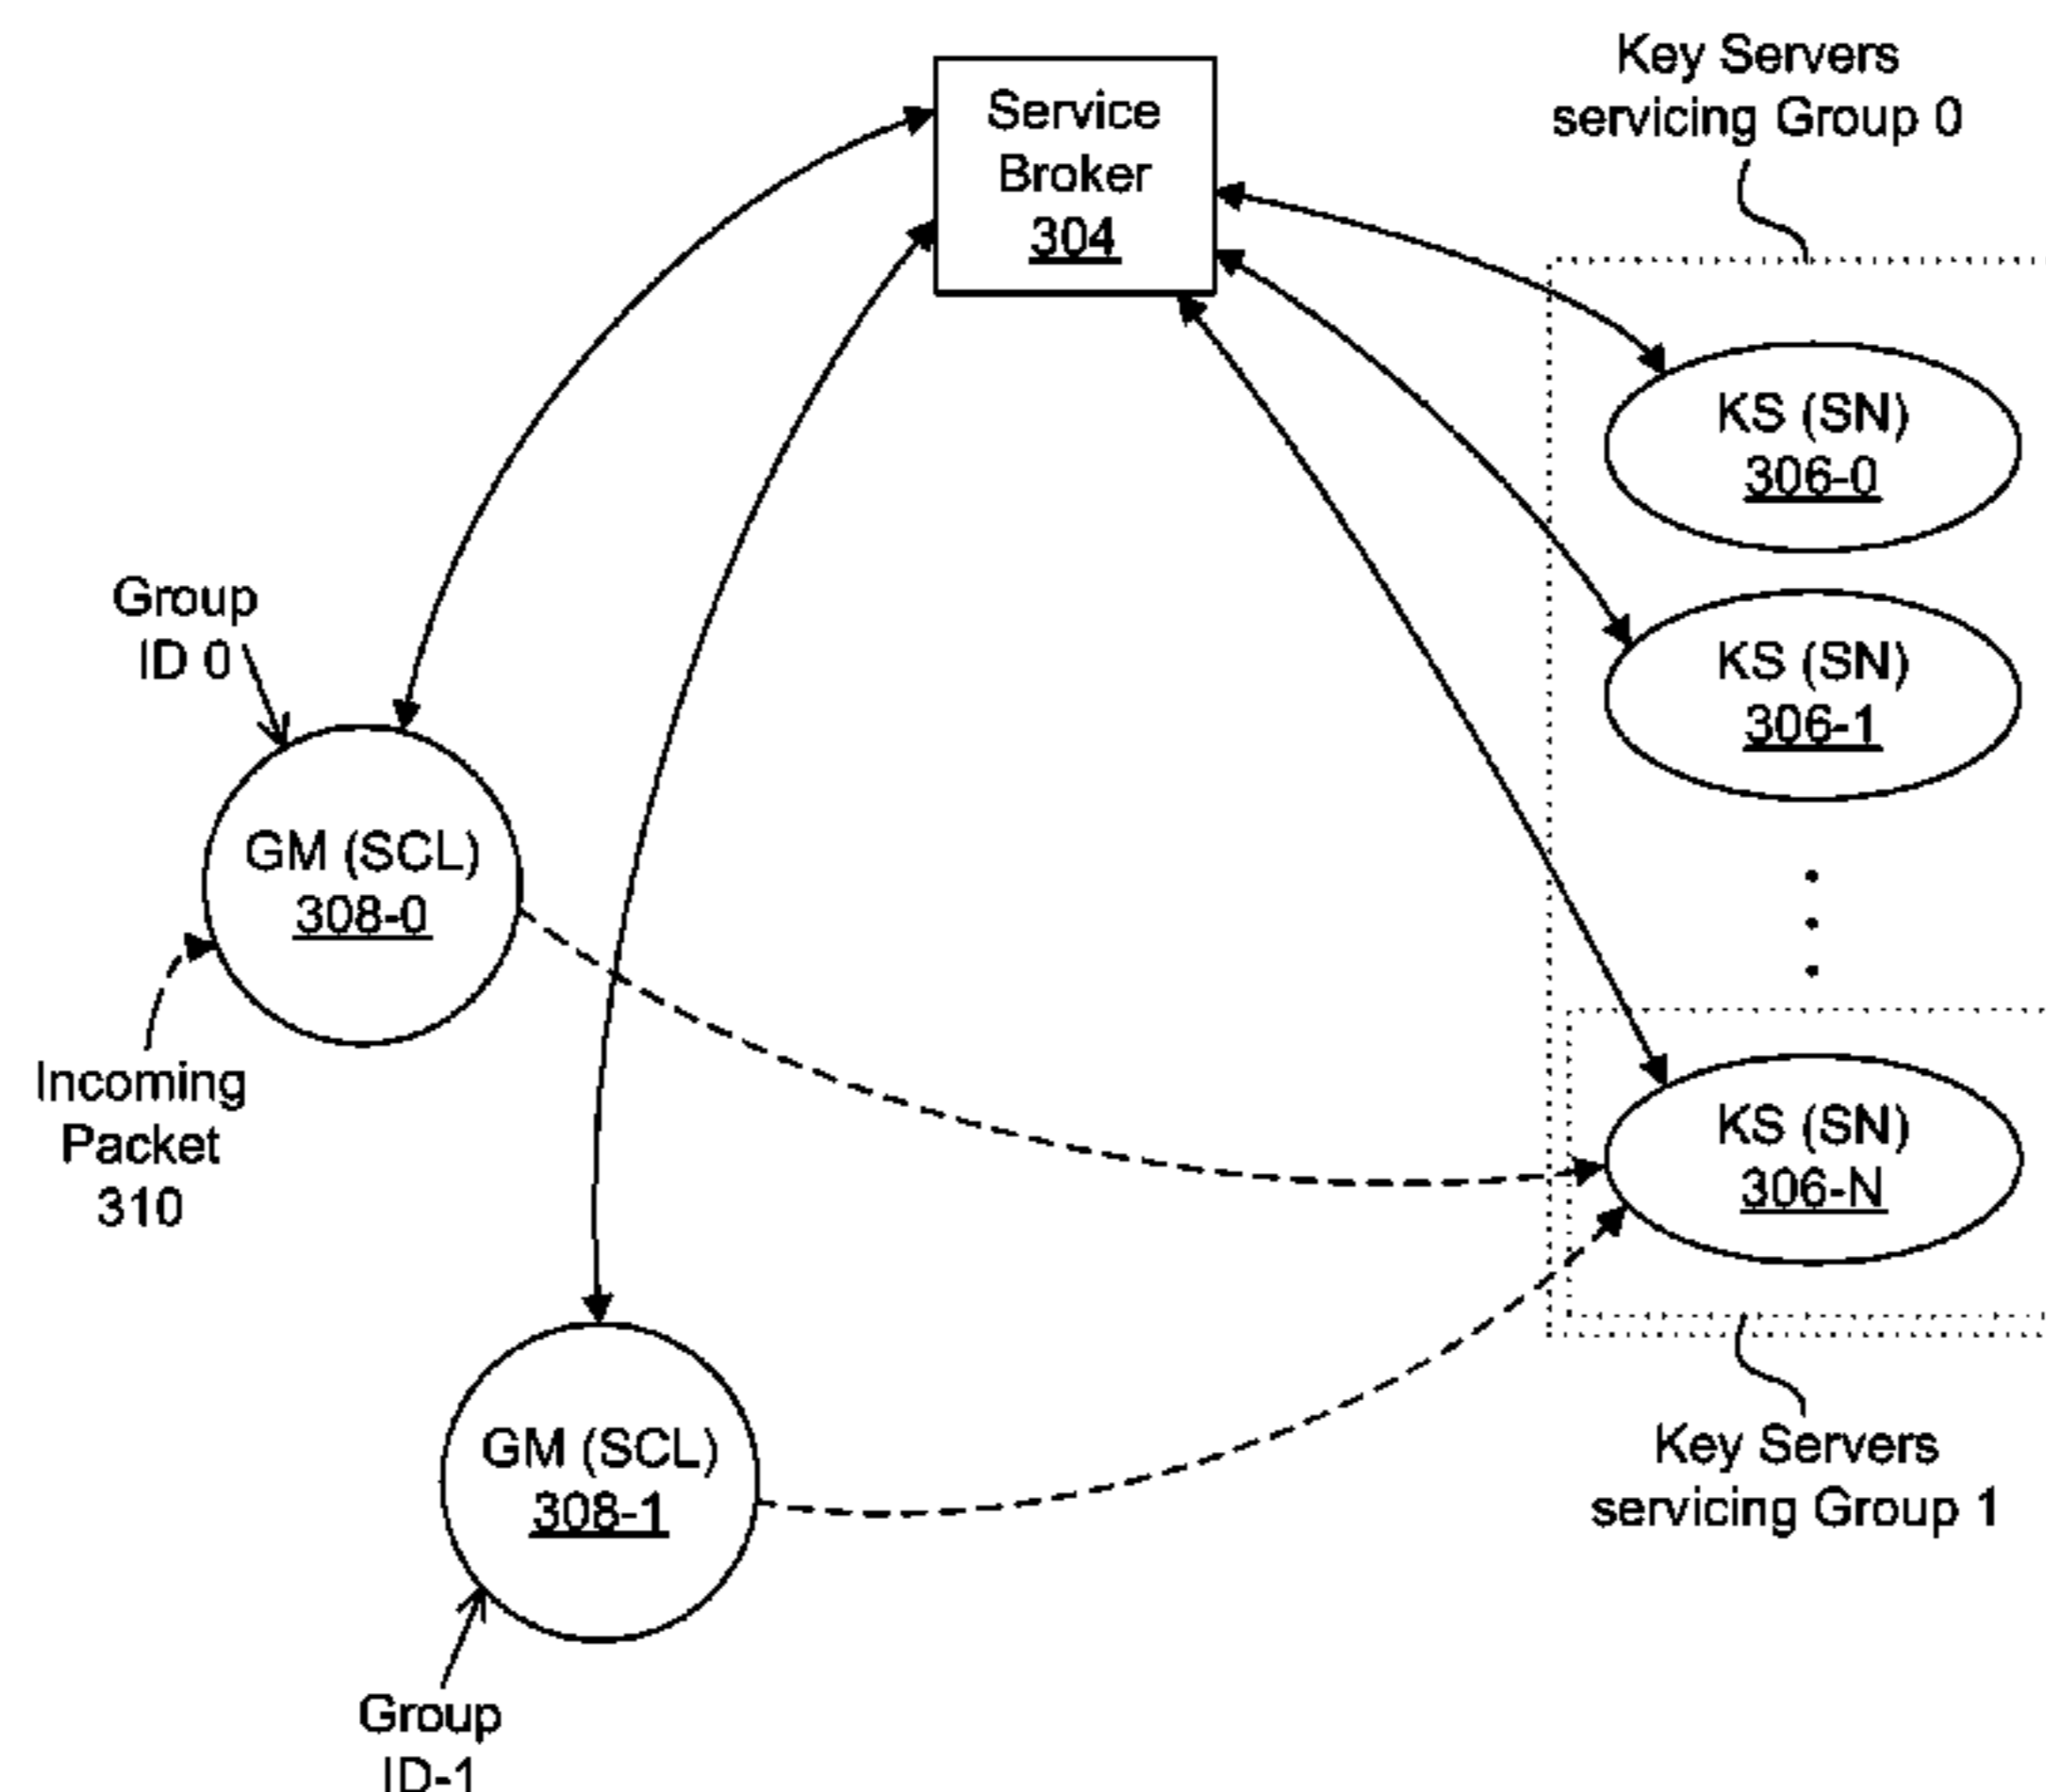 Service
Broker
304
Key Servers
servicing Group 0
KS (SN)
306-0
KS (SN)
306-1
Group
ID 0
GM (SCL)
308-0
Incoming
Packet
310
KS (SN)
306-N
GM (SCL)
308-1
Key Servers
servicing Group 1
Group
ID-1